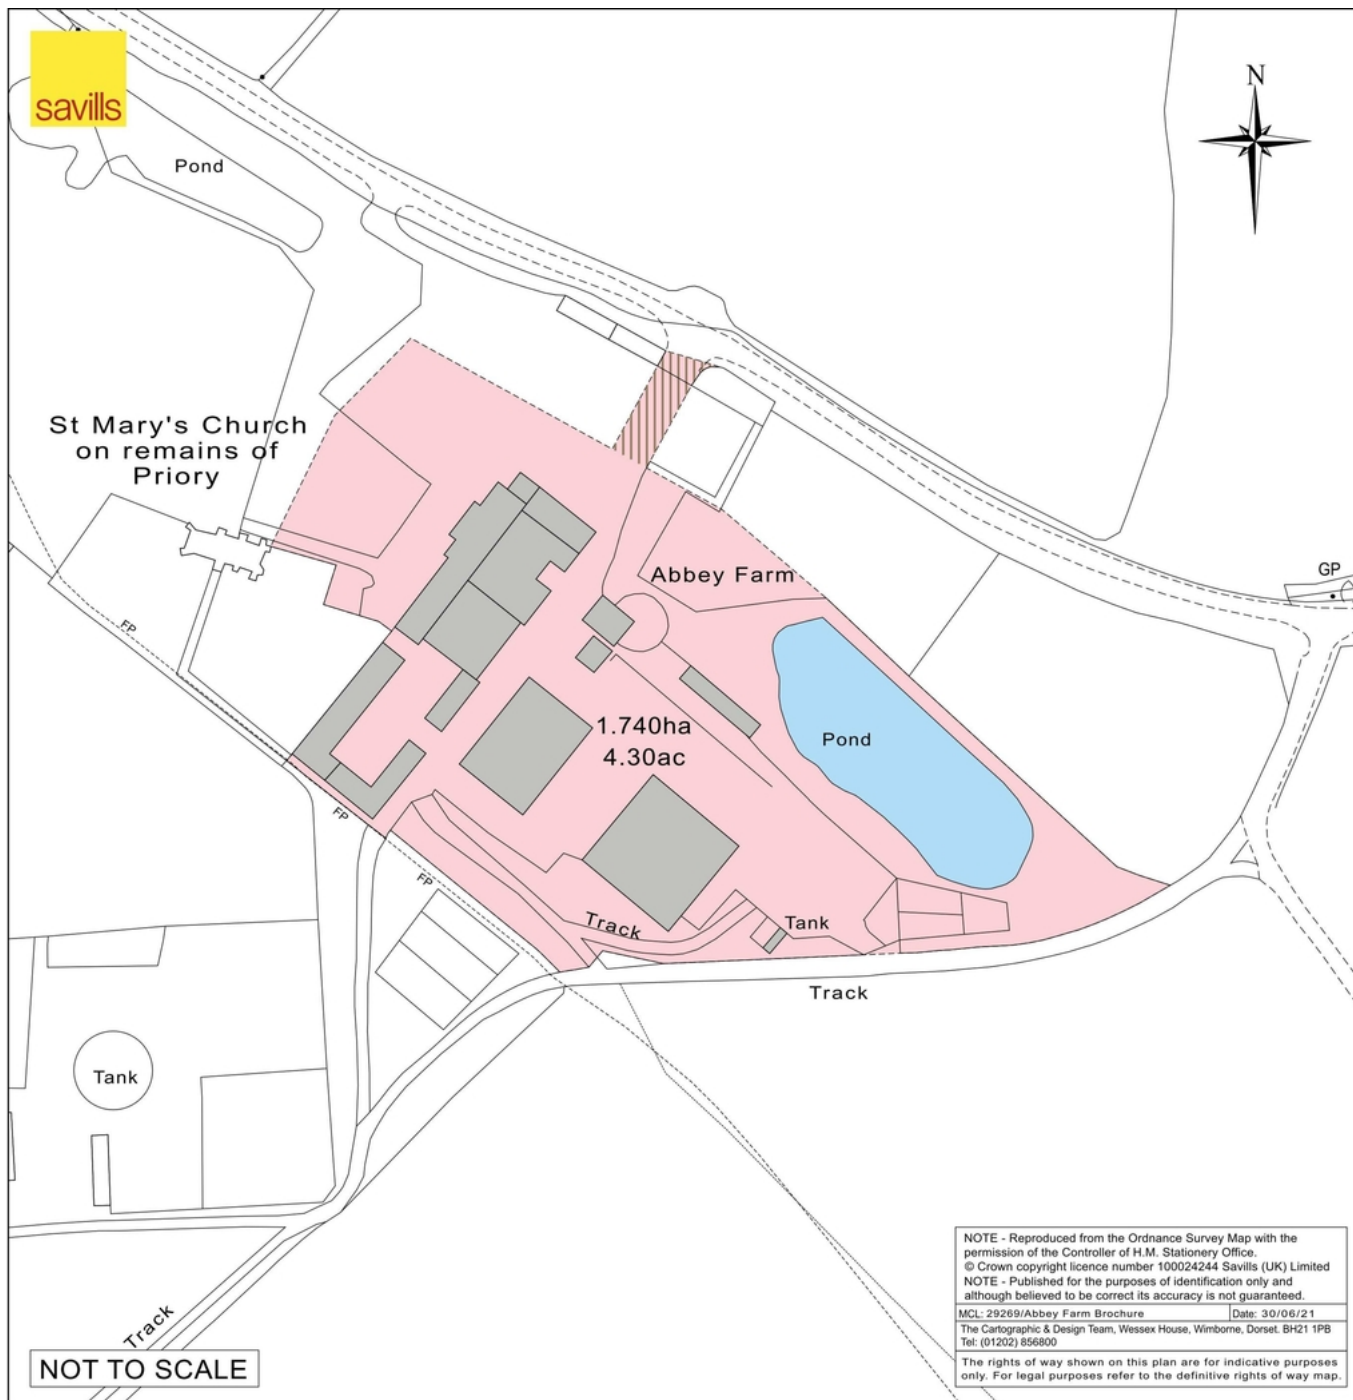 savills
N
Pond
St Mary's Church
on remains of
Priory
Abbey Farm
GP
FP
1.740ha
4.30ac
Pond
FP
FP
Track
Tank
Track
Tank
Track
NOT TO SCALE
NOTE - Reproduced from the Ordnance Survey Map with the
permission of the Controller of H.M. Stationery Office.
© Crown copyright licence number 100024244 Savills (UK) Limited
NOTE - Published for the purposes of identification only and
although believed to be correct its accuracy is not guaranteed.
MCL: 29269/Abbey Farm Brochure Date: 30/06/21
The Cartographic & Design Team, Wessex House, Wimborne, Dorset. BH21 1PB
Tel: (01202) 856800
The rights of way shown on this plan are for indicative purposes
only. For legal purposes refer to the definitive rights of way map.